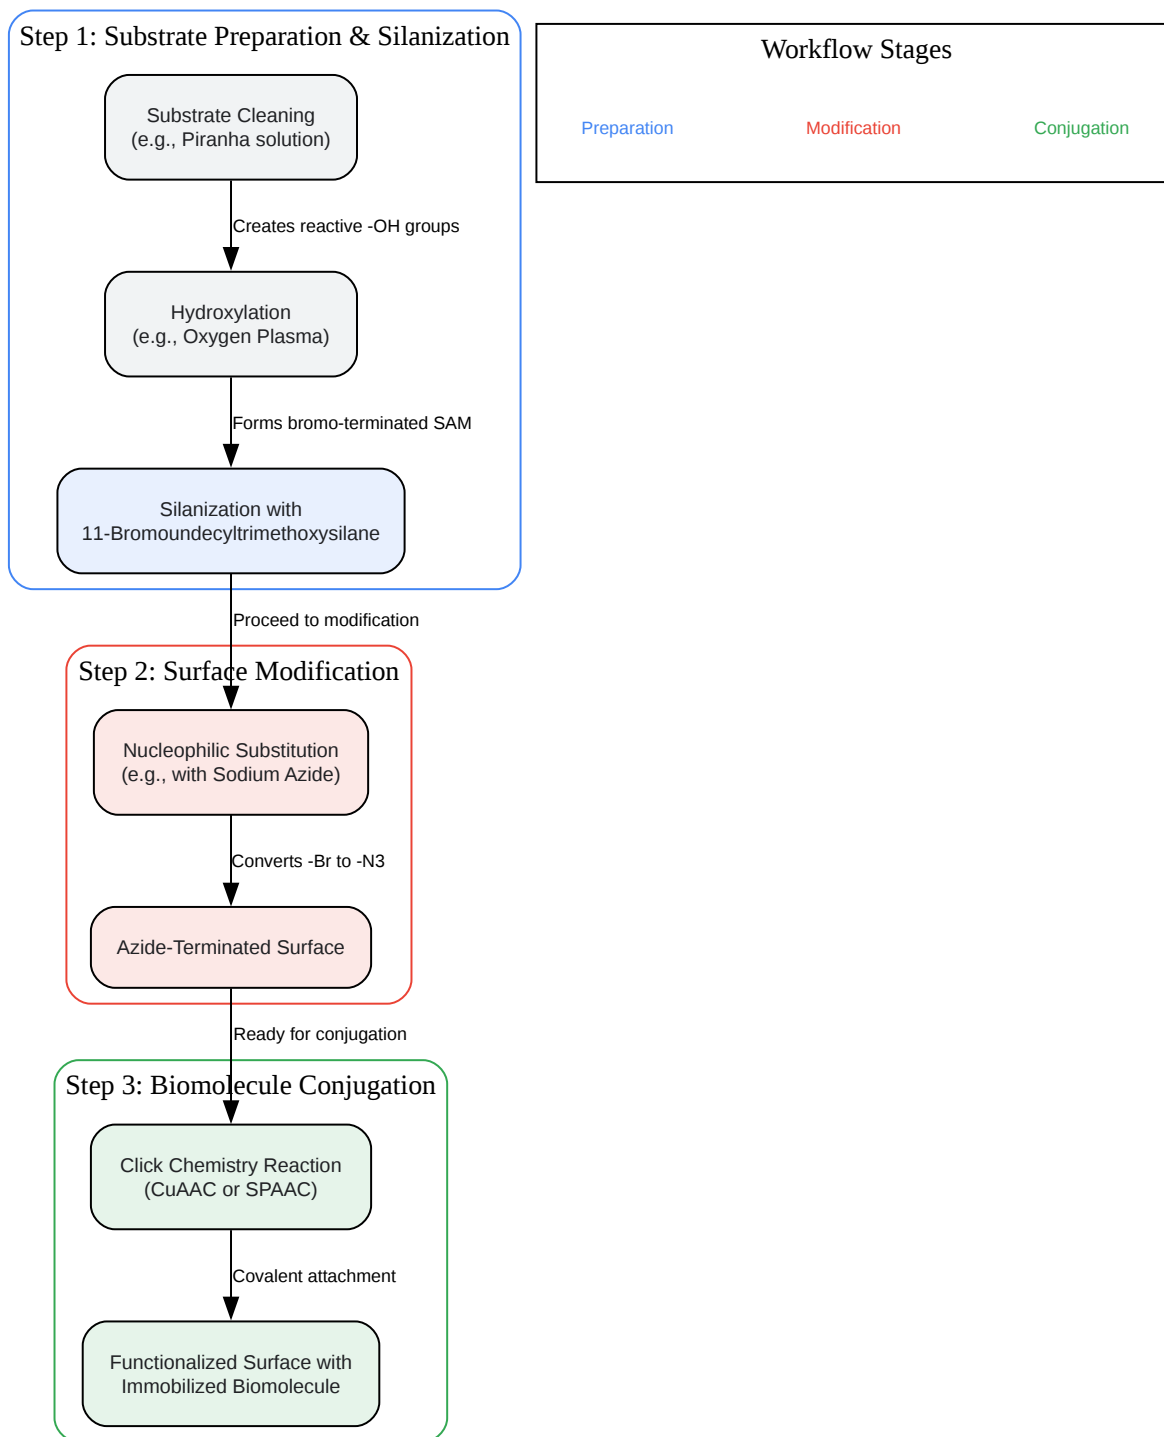 Step 1: Substrate Preparation & Silanization
Substrate Cleaning
(e.g., Piranha solution)
Creates reactive -OH groups
Hydroxylation
(e.g., Oxygen Plasma)
Forms bromo-terminated SAM
Silanization with
11-Bromoundecyltrimethoxysilane
Proceed to modification
Step 2: Surface Modification
Nucleophilic Substitution
(e.g., with Sodium Azide)
Converts -Br to -N3
Azide-Terminated Surface
Ready for conjugation
Step 3: Biomolecule Conjugation
Click Chemistry Reaction
(CuAAC or SPAAC)
Covalent attachment
Functionalized Surface with
Immobilized Biomolecule
Workflow Stages
Preparation
Modification
Conjugation